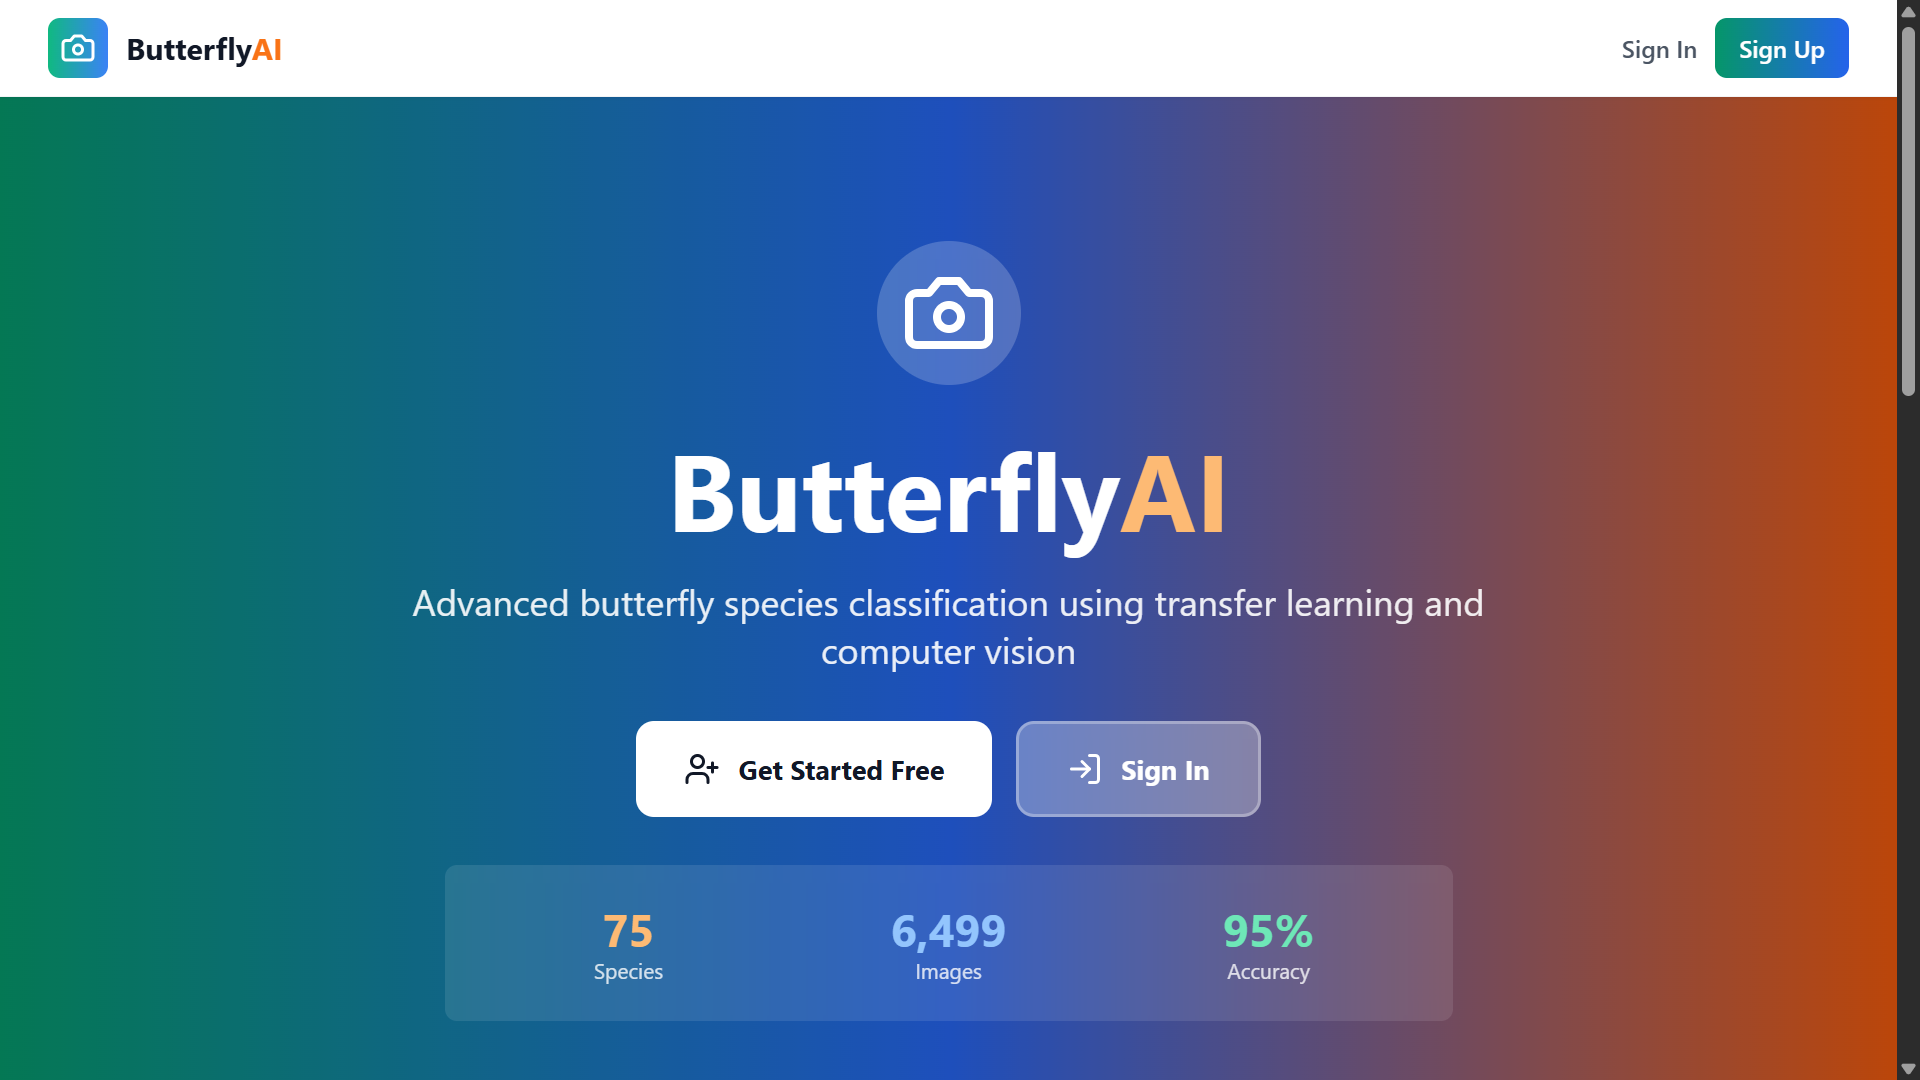 ButterflyAI
Sign In
Sign Up
ButterflyAI
Advanced butterfly species classification using transfer learning and
computer vision
Get Started Free
Sign In
75
Species
6,499
Images
95%
Accuracy